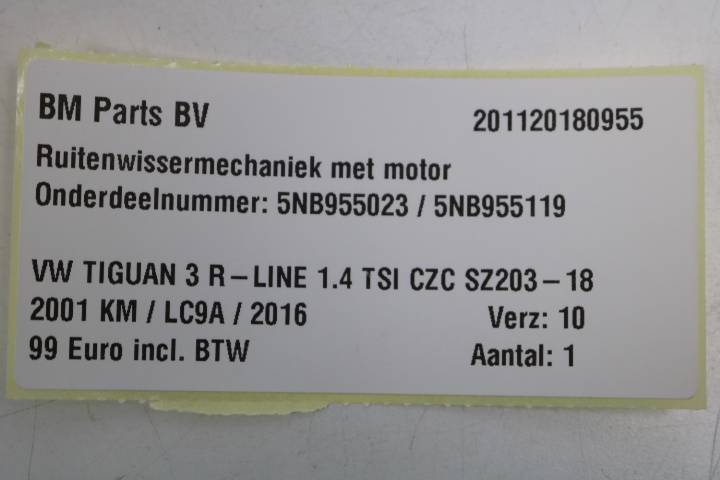 BM Parts BV 201120180955
Ruitenwissermechaniek met motor
Onderdeelnummer: 5NB955023 / 5NB955119
VW TIGUAN 3 R-LINE 1.4 TSI CZC SZ203-18
2001 KM / LC9A / 2016 Verz: 10
99 Euro incl. BTW Aantal: 1